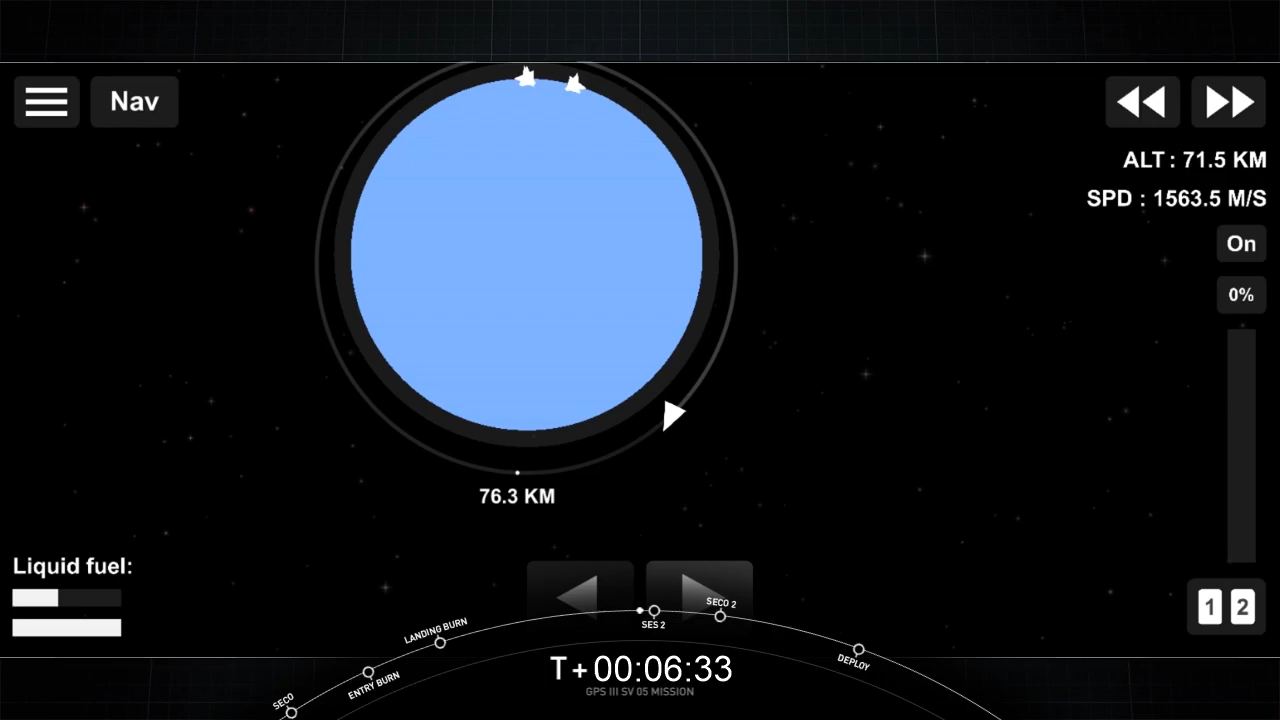 Nav
ALT : 71.5 KM
SPD : 1563.5 M/S
On
0%
76.3 KM
Liquid fuel:
1 2
SECO
ENTRY BURN
LANDING BURN
SES 2
SECO 2
DEPLOY
T+00:06:33
GPS III SV 05 MISSION